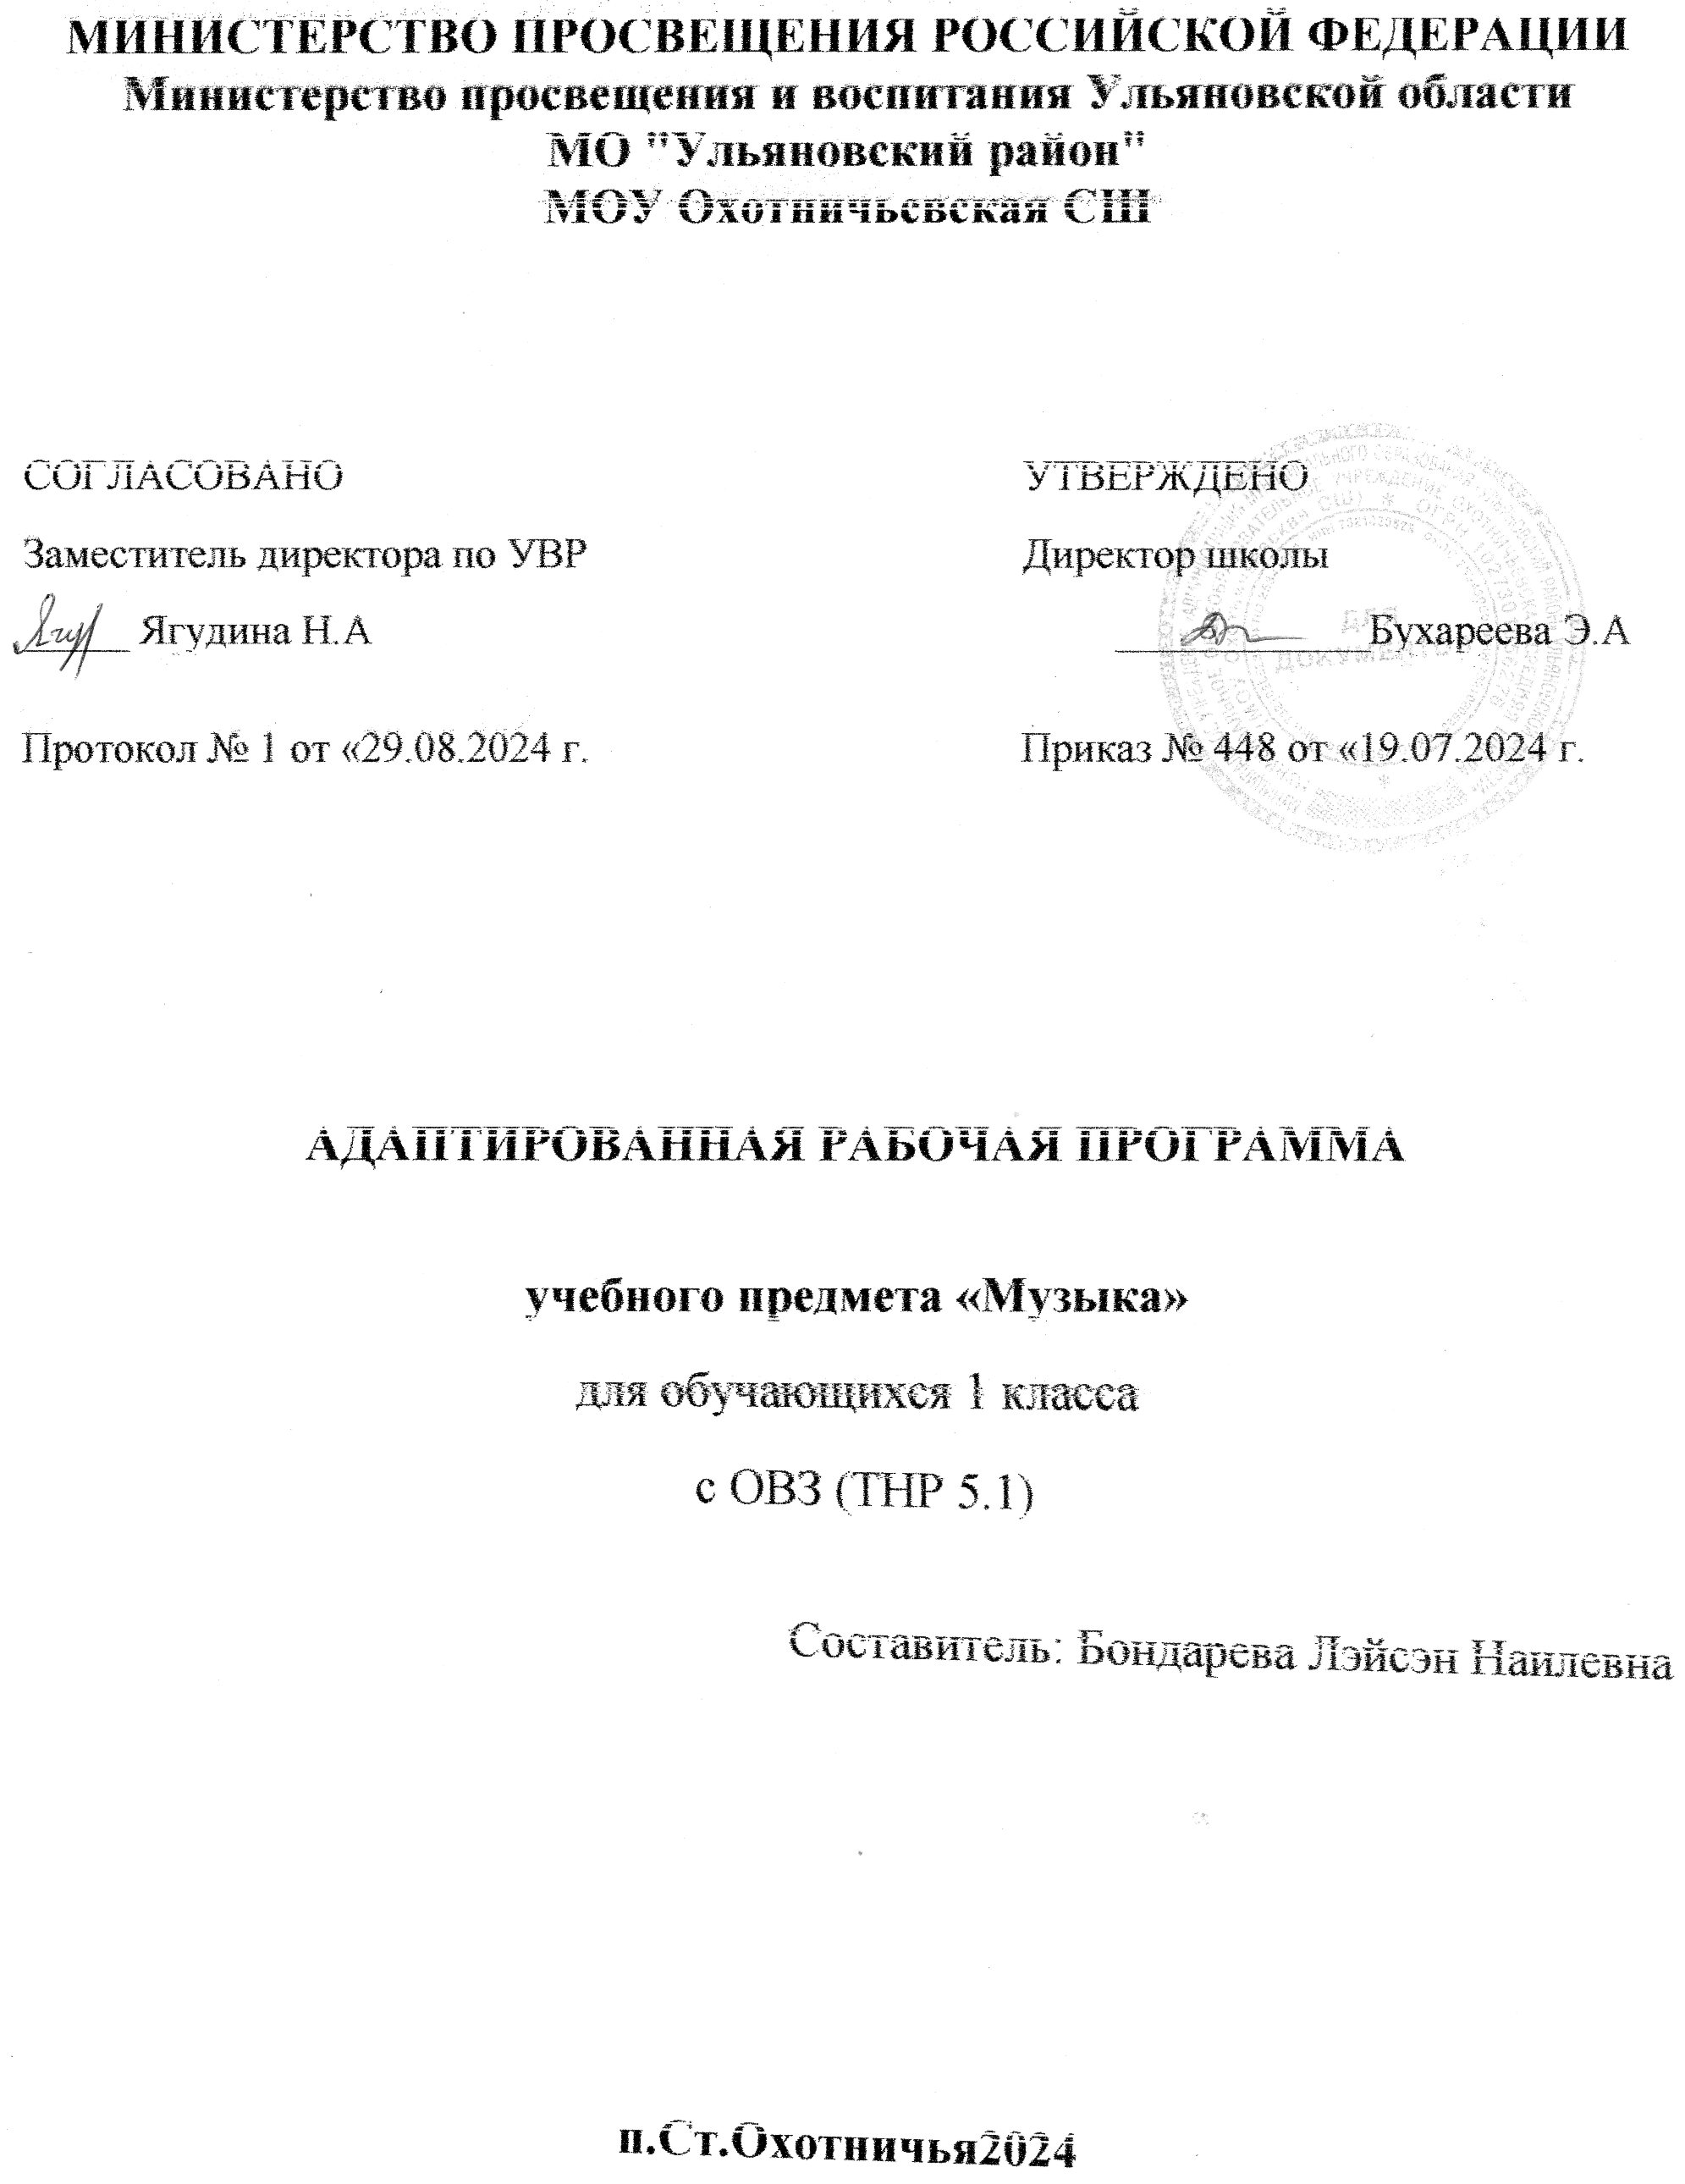 МИНИСТЕРСТВО ПРОСВЕЩЕНИЯ РОССИЙСКОЙ ФЕДЕРАЦИИ
Министерство просвещения и воспитания Ульяновской области
МО "Ульяновский район"
МОУ Охотничьевская СШ
СОГЛАСОВАНО
Заместитель директора по УВР
Ягудина Н.А
Протокол № 1 от «29.08.2024 г.
УТВЕРЖДЕНО
Директор школы
Бухареева Э.А
Приказ № 448 от «19.07.2024 г.
ДЛЯ
ДОКУМЕНТОВ
АДАПТИРОВАННАЯ РАБОЧАЯ ПРОГРАММА
учебного предмета «Музыка»
для обучающихся 1 класса
с ОВЗ (ТНР 5.1)
Составитель: Бондарева Лэйсэн Наилевна
п.Ст.Охотничья2024